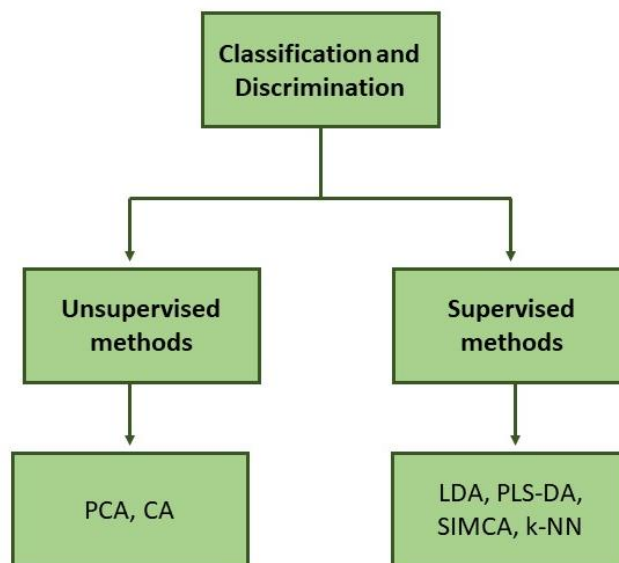 Classification and
Discrimination
Unsupervised
methods
Supervised
methods
PCA, CA
LDA, PLS-DA,
SIMCA, k-NN